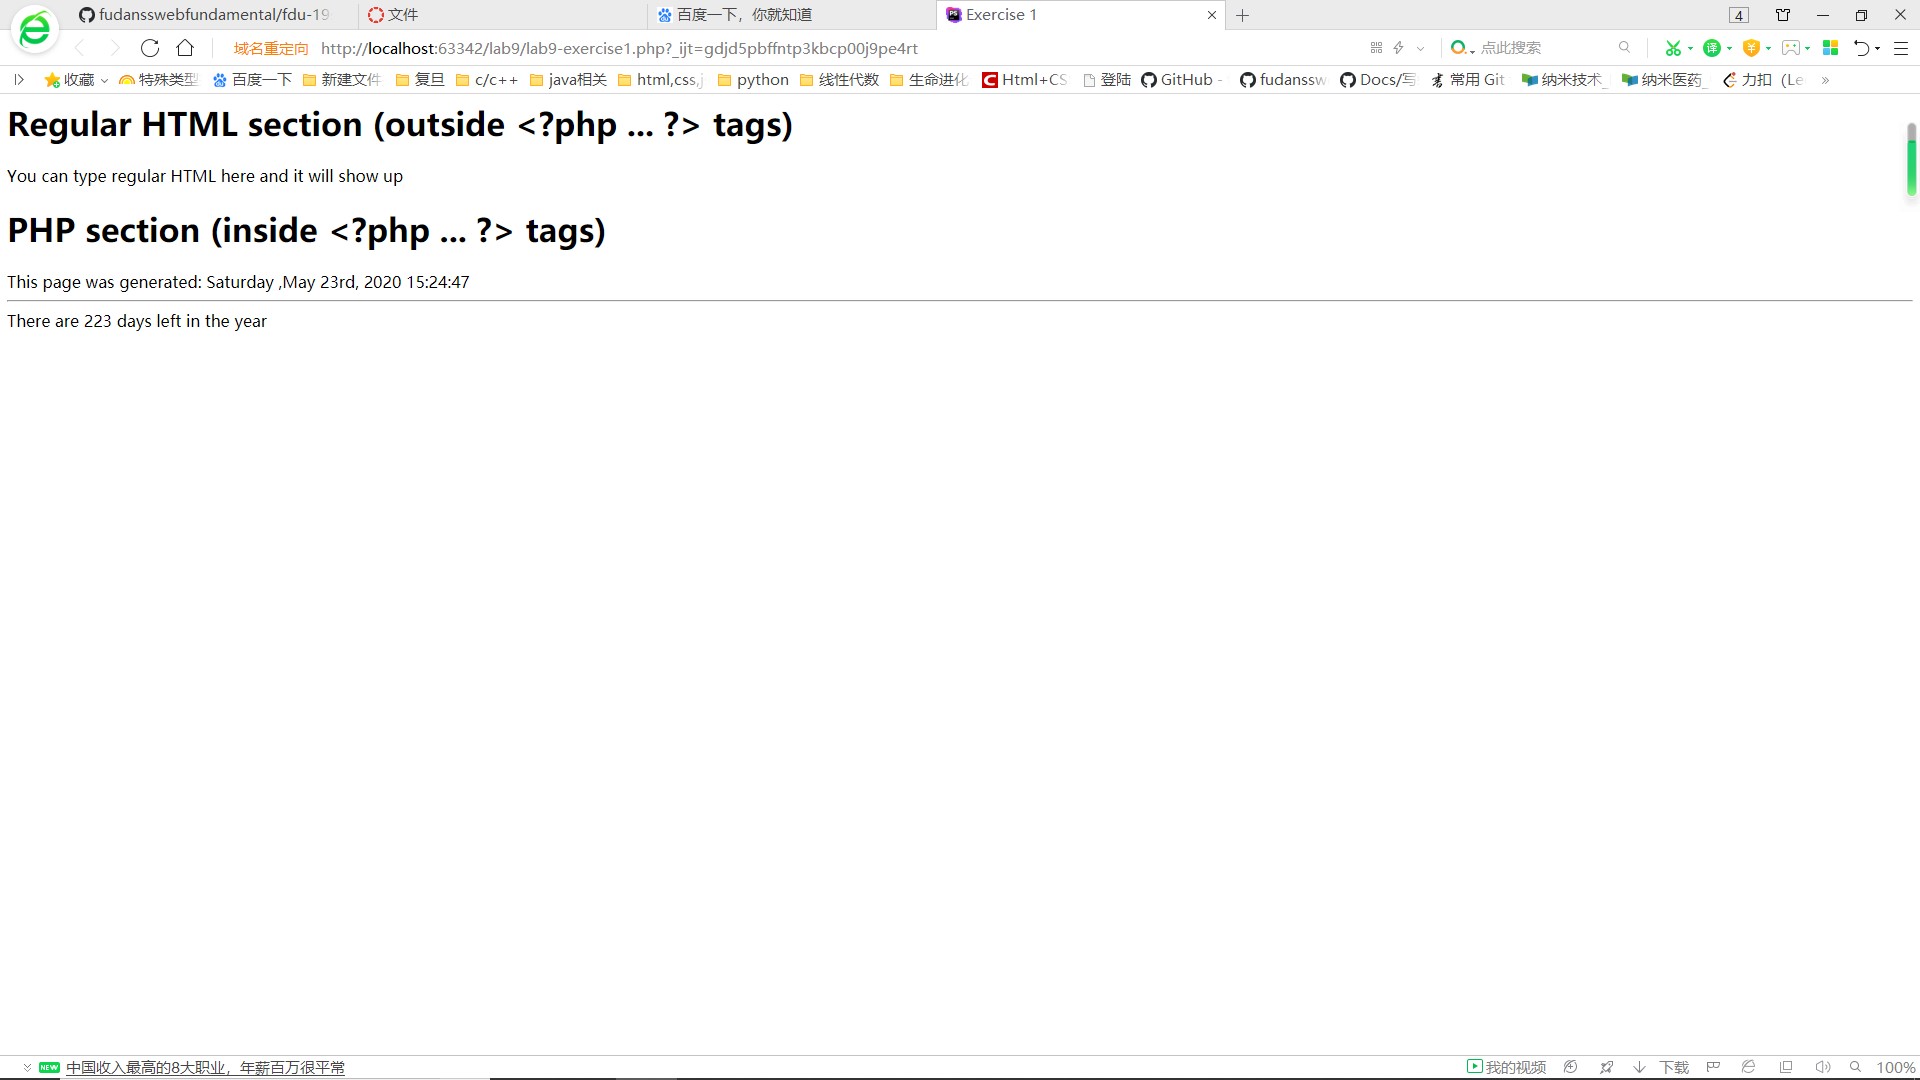 fudansswebfundamental/fdu-19
文件
百度一下，你就知道
Exercise 1
4
域名重定向 http://localhost:63342/lab9/lab9-exercise1.php?_ijt=gdjd5pbffntp3kbcp00j9pe4rt
点此搜索
译
收藏 特殊类型 百度一下 新建文件 复旦 c/c++ java相关 html,css,j python 线性代数 生命进化 Html+CS 登陆 GitHub - fudanssw Docs/写 常用 Git 纳米技术_ 纳米医药_ 力扣（Le »
Regular HTML section (outside <?php ... ?> tags)
You can type regular HTML here and it will show up
PHP section (inside <?php ... ?> tags)
This page was generated: Saturday ,May 23rd, 2020 15:24:47
There are 223 days left in the year
NEW 中国收入最高的8大职业，年薪百万很平常
我的视频 下载 100%